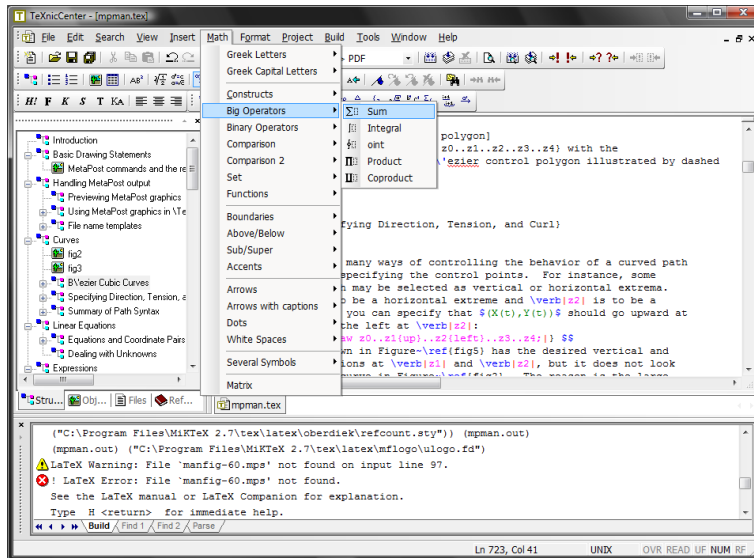 TeXnicCenter - [mpman.tex]
File Edit Search View Insert Math Format Project Build Tools Window Help
PDF
H! F K S T KA
Greek Letters
Greek Capital Letters
Constructs
Big Operators
Binary Operators
Comparison
Comparison 2
Set
Functions
Boundaries
Above/Below
Sub/Super
Accents
Arrows
Arrows with captions
Dots
White Spaces
Several Symbols
Matrix
Sum
Integral
oint
Product
Coproduct
Introduction
Basic Drawing Statements
MetaPost commands and the re
Handling MetaPost output
Previewing MetaPost graphics
Using MetaPost graphics in \Te
File name templates
Curves
fig2
fig3
B\'ezier Cubic Curves
Specifying Direction, Tension, a
Summary of Path Syntax
Linear Equations
Equations and Coordinate Pairs
Dealing with Unknowns
Expressions
Stru... Obj... Files Ref...
polygon]
z0..z1..z2..z3..z4} with the
\'ezier control polygon illustrated by dashed
fying Direction, Tension, and Curl}
many ways of controlling the behavior of a curved path
specifying the control points. For instance, some
n may be selected as vertical or horizontal extrema.
o be a horizontal extreme and \verb|z2| is to be a
you can specify that $(X(t),Y(t))$ should go upward at
the left at \verb|z2|:
aw z0..z1{up}..z2{left}..z3..z4;|} $$
wn in Figure~\ref{fig5} has the desired vertical and
ions at \verb|z1| and \verb|z2|, but it does not look
curve in Figure~\ref{fig2}. The reason is the large
mpman.tex
("C:\Program Files\MiKTeX 2.7\tex\latex\oberdiek\refcount.sty")) (mpman.out)
(mpman.out) ("C:\Program Files\MiKTeX 2.7\tex\latex\mflogo\ulogo.fd")
LaTeX Warning: File `manfig-60.mps' not found on input line 97.
! LaTeX Error: File `manfig-60.mps' not found.
See the LaTeX manual or LaTeX Companion for explanation.
Type H <return> for immediate help.
Build Find 1 Find 2 Parse
Ln 723, Col 41 UNIX OVR READ UF NUM RF